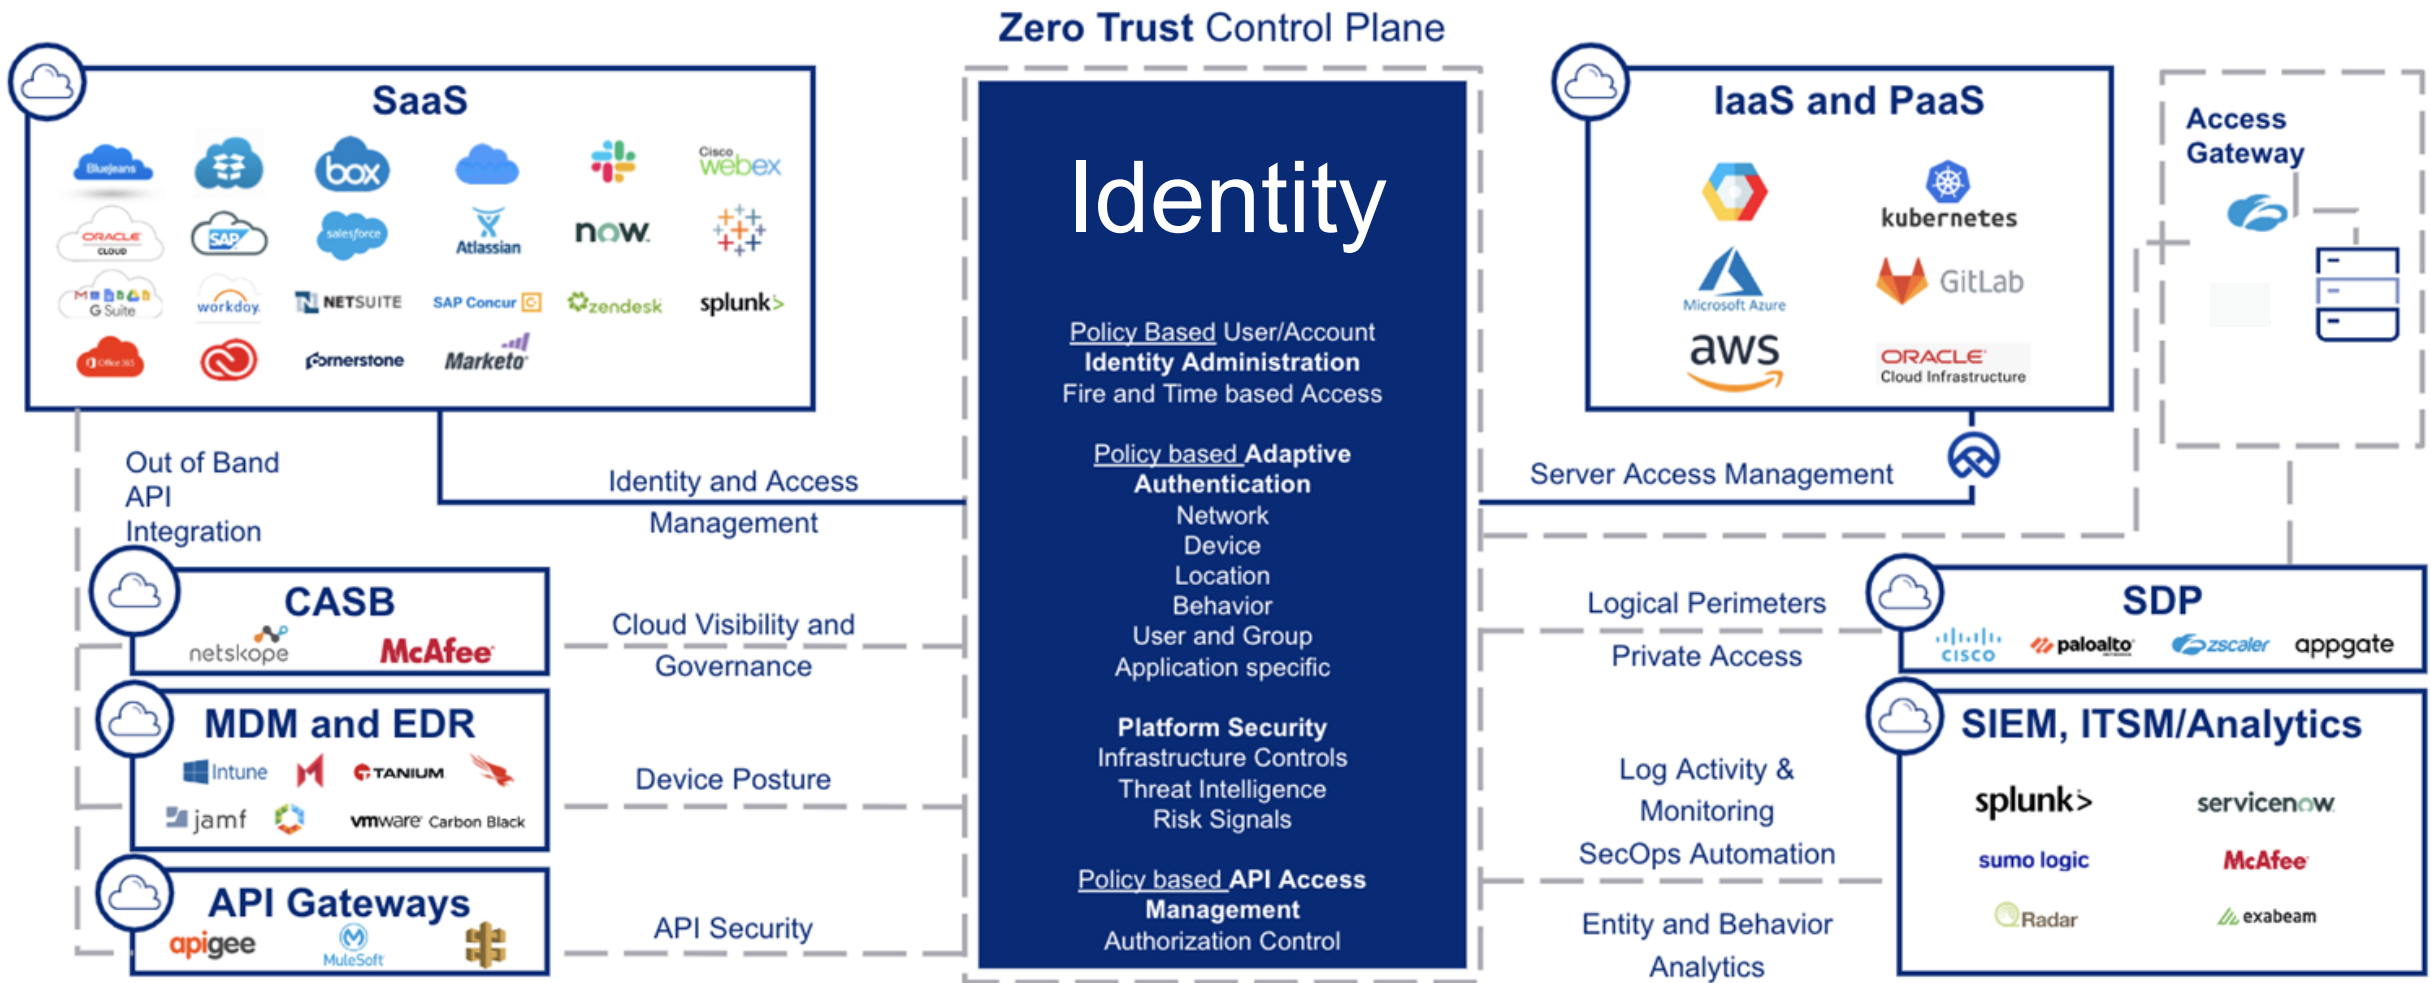 Zero Trust Control Plane
SaaS
BlueJeans
box
Cisco
webex
ORACLE
CLOUD
SAP
salesforce
Atlassian
now.
G Suite
workday.
NETSUITE
SAP Concur
zendesk
splunk>
Office 365
cornerstone
Marketo
Out of Band
API
Integration
Identity and Access
Management
CASB
netskope
McAfee
Cloud Visibility and
Governance
MDM and EDR
Intune
TANIUM
jamf
vmware Carbon Black
Device Posture
API Gateways
apigee
MuleSoft
API Security
Identity
Policy Based User/Account
Identity Administration
Fire and Time based Access
Policy based Adaptive
Authentication
Network
Device
Location
Behavior
User and Group
Application specific
Platform Security
Infrastructure Controls
Threat Intelligence
Risk Signals
Policy based API Access
Management
Authorization Control
IaaS and PaaS
kubernetes
Microsoft Azure
GitLab
aws
ORACLE
Cloud Infrastructure
Access
Gateway
Server Access Management
Logical Perimeters
Private Access
SDP
CISCO
paloalto
zscaler
appgate
Log Activity &
Monitoring
SecOps Automation
Entity and Behavior
Analytics
SIEM, ITSM/Analytics
splunk>
servicenow
sumo logic
McAfee
QRadar
exabeam